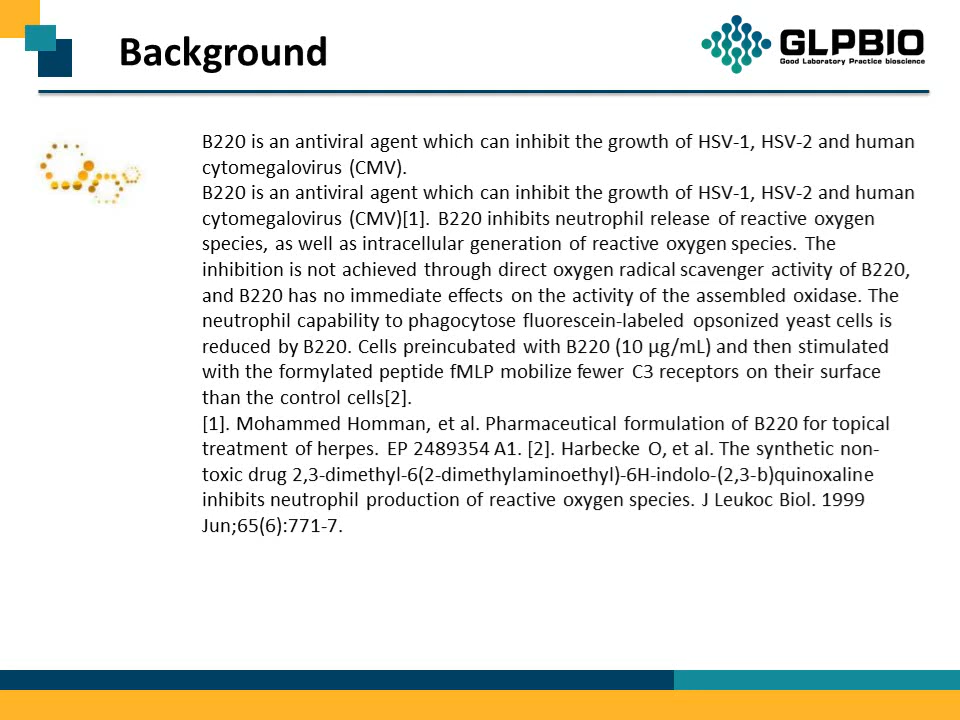 Background
GLPBIO
Good Laboratory Practice bioscience
B220 is an antiviral agent which can inhibit the growth of HSV-1, HSV-2 and human
cytomegalovirus (CMV).
B220 is an antiviral agent which can inhibit the growth of HSV-1, HSV-2 and human
cytomegalovirus (CMV)[1]. B220 inhibits neutrophil release of reactive oxygen
species, as well as intracellular generation of reactive oxygen species. The
inhibition is not achieved through direct oxygen radical scavenger activity of B220,
and B220 has no immediate effects on the activity of the assembled oxidase. The
neutrophil capability to phagocytose fluorescein-labeled opsonized yeast cells is
reduced by B220. Cells preincubated with B220 (10 μg/mL) and then stimulated
with the formylated peptide fMLP mobilize fewer C3 receptors on their surface
than the control cells[2].
[1]. Mohammed Homman, et al. Pharmaceutical formulation of B220 for topical
treatment of herpes. EP 2489354 A1. [2]. Harbecke O, et al. The synthetic non-
toxic drug 2,3-dimethyl-6(2-dimethylaminoethyl)-6H-indolo-(2,3-b)quinoxaline
inhibits neutrophil production of reactive oxygen species. J Leukoc Biol. 1999
Jun;65(6):771-7.